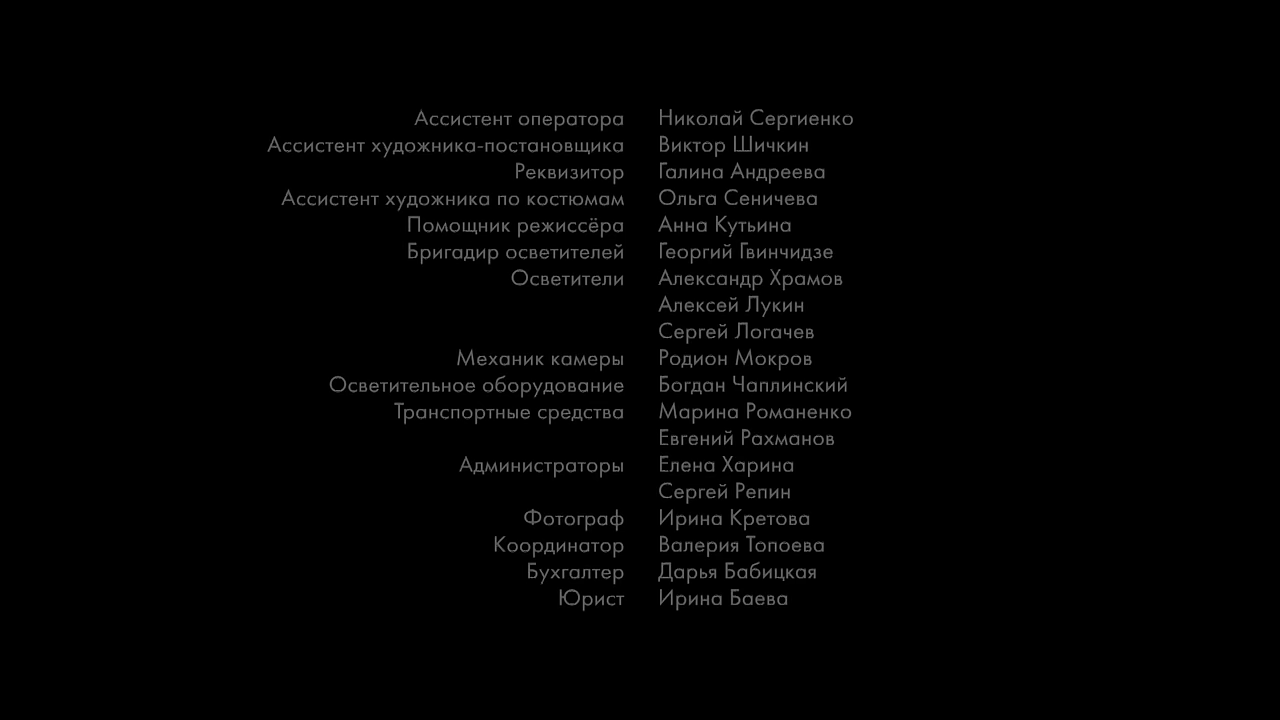 Ассистент оператора Николай Сергиенко
Ассистент художника-постановщика Виктор Шичкин
Реквизитор Галина Андреева
Ассистент художника по костюмам Ольга Сеничева
Помощник режиссёра Анна Кутьина
Бригадир осветителей Георгий Гвинчидзе
Осветители Александр Храмов
Алексей Лукин
Сергей Логачев
Механик камеры Родион Мокров
Осветительное оборудование Богдан Чаплинский
Транспортные средства Марина Романенко
Евгений Рахманов
Администраторы Елена Харина
Сергей Репин
Фотограф Ирина Кретова
Координатор Валерия Топоева
Бухгалтер Дарья Бабицкая
Юрист Ирина Баева